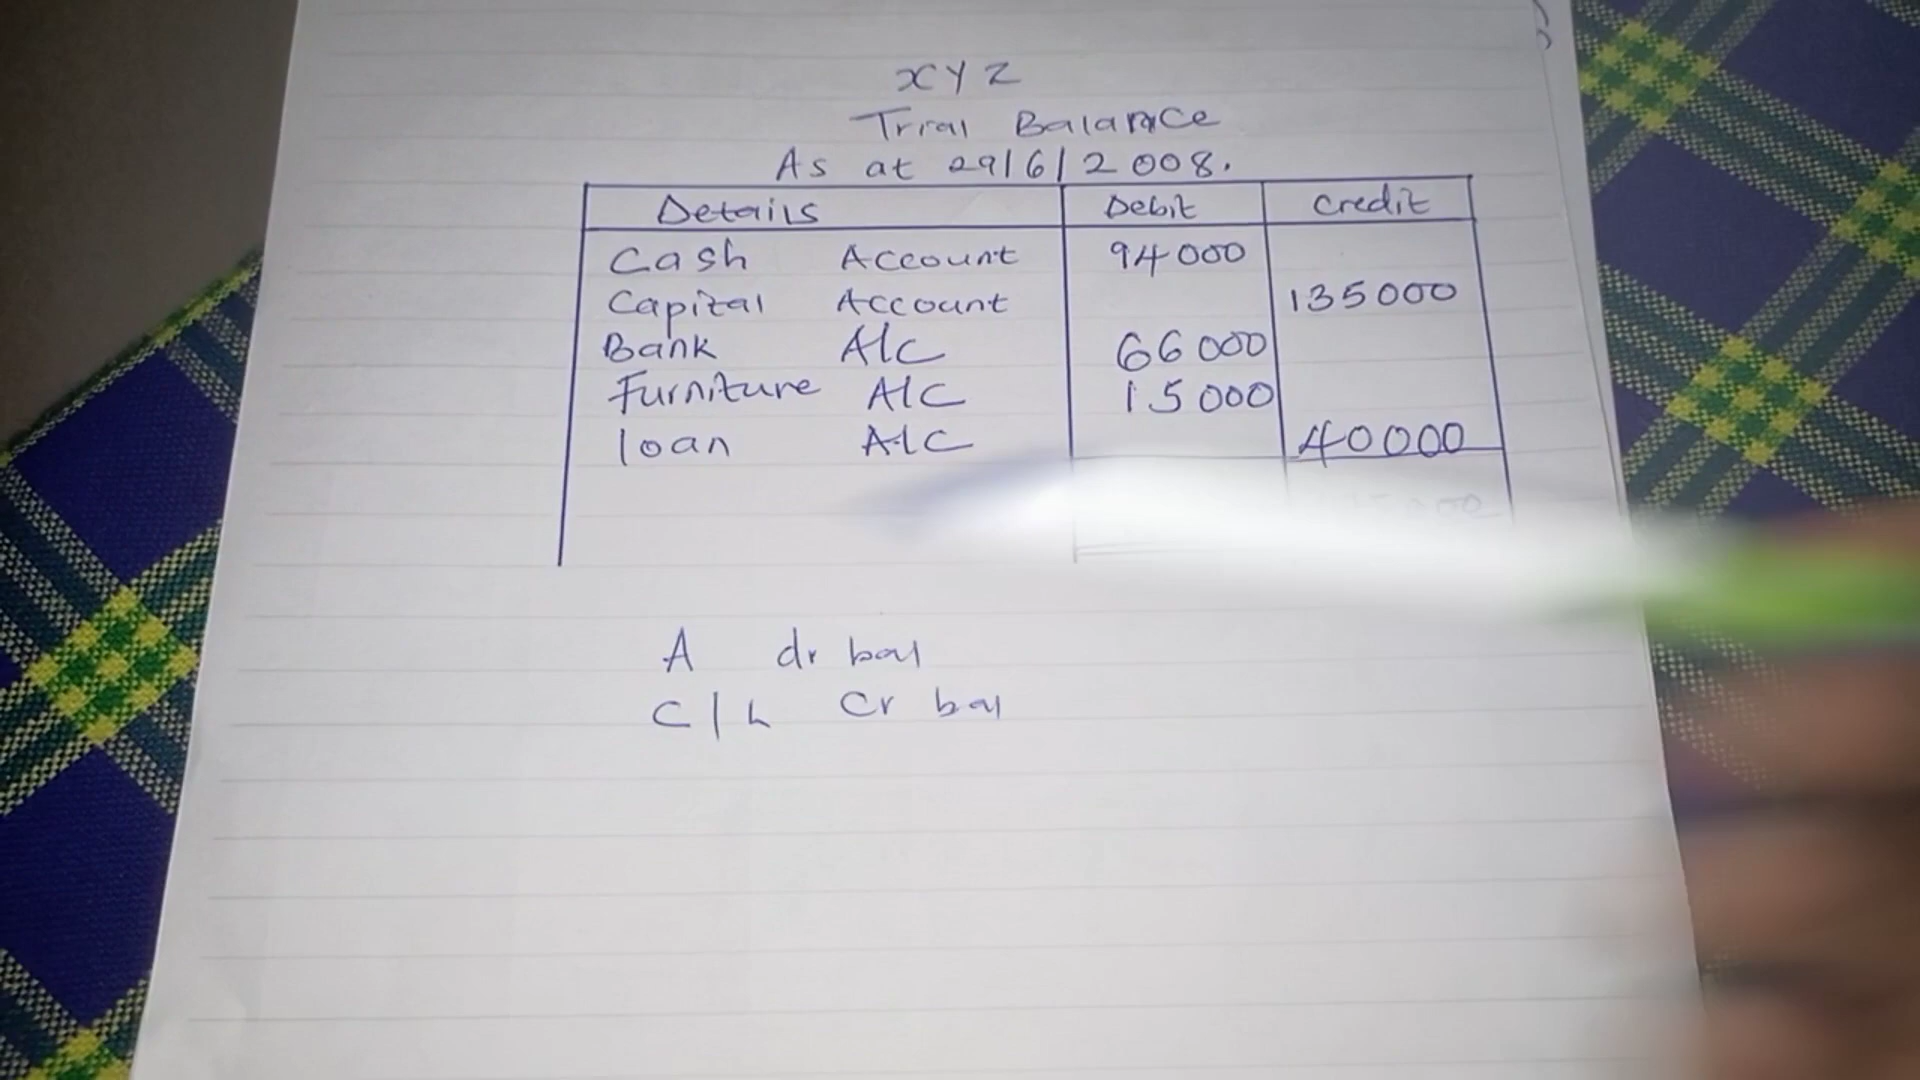 XYZ
Trial Balance
As at 29/6/2008.
Details Debit Credit
Cash Account 94000
Capital Account 135000
Bank A/C 66000
Furniture A/C 15000
loan A/C 40000
A dr bal
C/L Cr bal